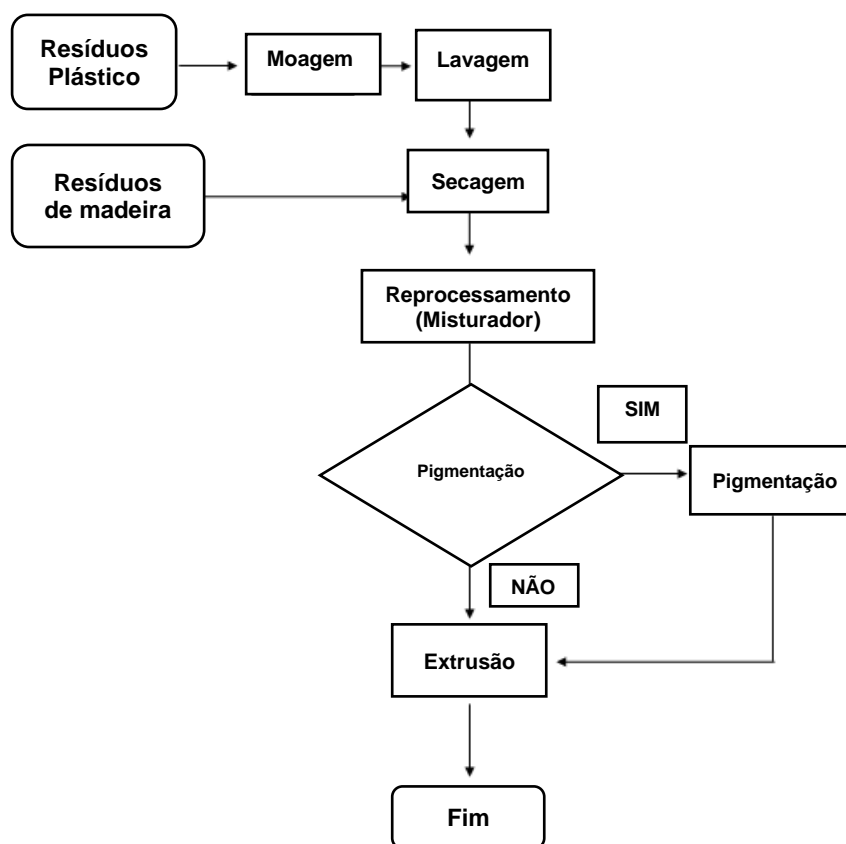 Resíduos
Plástico
Moagem
Lavagem
Resíduos
de madeira
Secagem
Reprocessamento
(Misturador)
SIM
Pigmentação
Pigmentação
NÃO
Extrusão
Fim